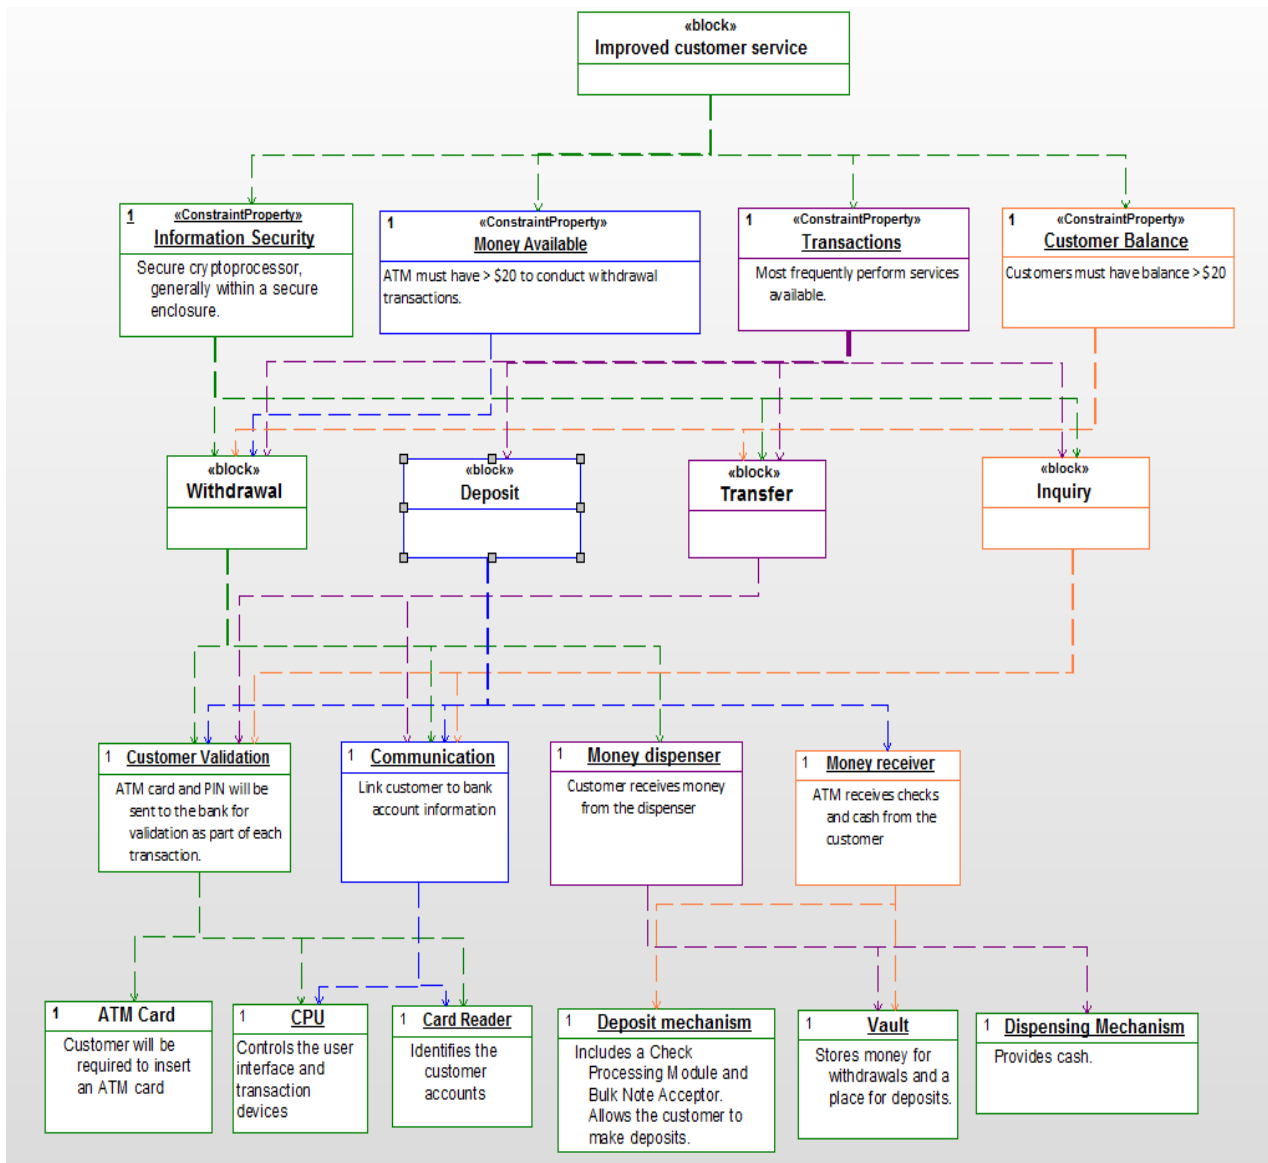 «block»
Improved customer service
1 «ConstraintProperty»
Information Security
Secure cryptoprocessor,
generally within a secure
enclosure.
1 «ConstraintProperty»
Money Available
ATM must have > $20 to conduct withdrawal
transactions.
1 «ConstraintProperty»
Transactions
Most frequently perform services
available.
1 «ConstraintProperty»
Customer Balance
Customers must have balance > $20
«block»
Withdrawal
«block»
Deposit
«block»
Transfer
«block»
Inquiry
1 Customer Validation
ATM card and PIN will be
sent to the bank for
validation as part of each
transaction.
1 Communication
Link customer to bank
account information
1 Money dispenser
Customer receives money
from the dispenser
1 Money receiver
ATM receives checks
and cash from the
customer
1 ATM Card
Customer will be
required to insert
an ATM card
1 CPU
Controls the user
interface and
transaction
devices
1 Card Reader
Identifies the
customer
accounts
1 Deposit mechanism
Includes a Check
Processing Module and
Bulk Note Acceptor.
Allows the customer to
make deposits.
1 Vault
Stores money for
withdrawals and a
place for deposits.
1 Dispensing Mechanism
Provides cash.